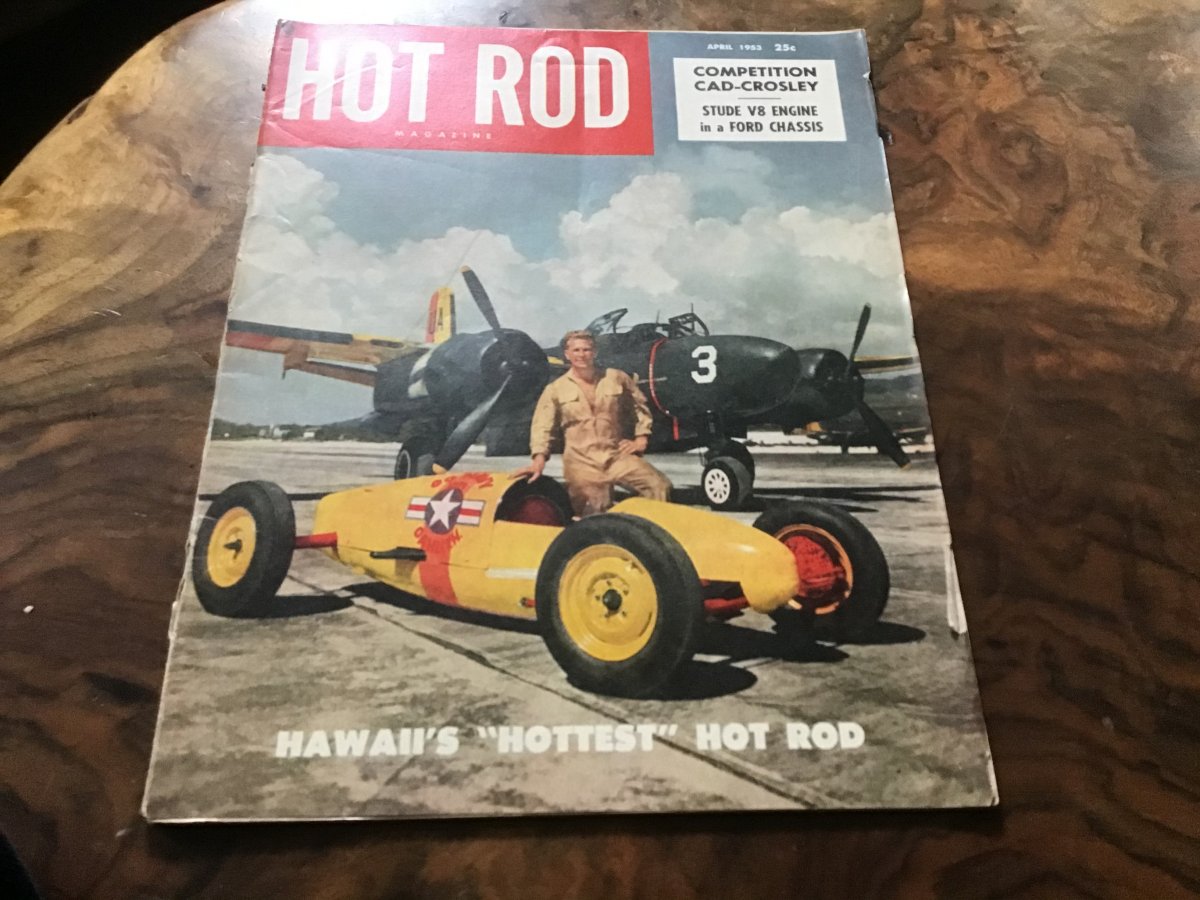 HOT ROD
MAGAZINE
APRIL 1953 25¢
COMPETITION
CAD-CROSLEY
STUDE V8 ENGINE
in a FORD CHASSIS
3
HAWAII'S "HOTTEST" HOT ROD